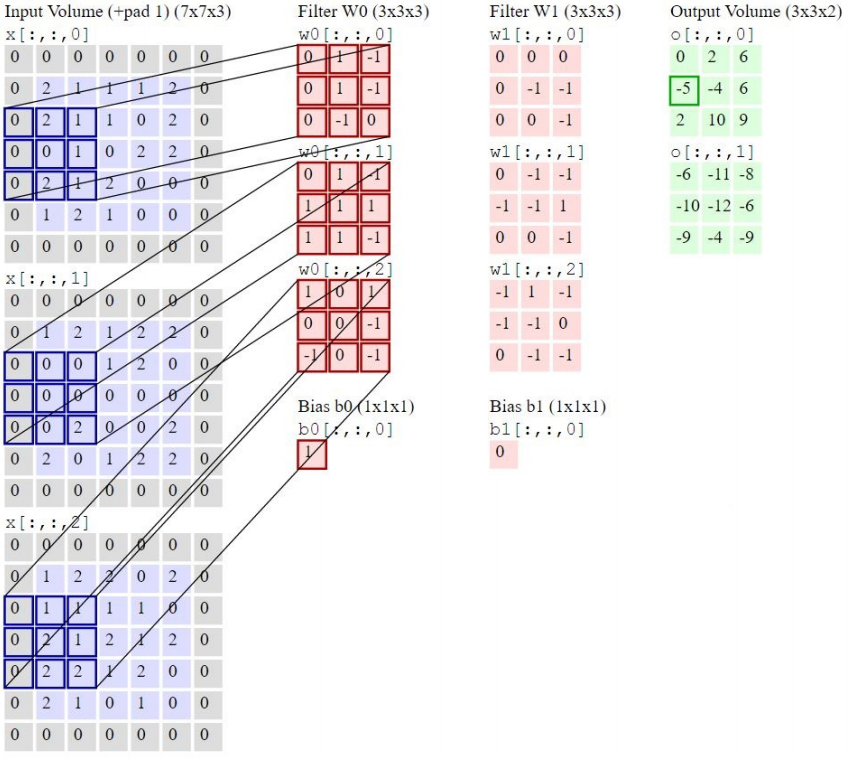 Input Volume (+pad 1) (7x7x3)
x[:,:,0]
0 0 0 0 0 0 0
0 2 1 1 1 2 0
0 2 1 1 0 2 0
0 0 1 0 2 2 0
0 2 1 2 0 0 0
0 1 2 1 0 0 0
0 0 0 0 0 0 0
x[:,:,1]
0 0 0 0 0 0 0
0 1 2 1 2 2 0
0 0 0 1 2 0 0
0 0 0 0 0 0 0
0 0 2 0 0 2 0
0 2 0 1 2 2 0
0 0 0 0 0 0 0
x[:,:,2]
0 0 0 0 0 0 0
0 1 2 2 0 2 0
0 1 1 1 1 0 0
0 2 1 2 1 2 0
0 2 2 1 2 0 0
0 2 1 0 1 0 0
0 0 0 0 0 0 0
Filter W0 (3x3x3)
w0[:,:,0]
0 1 -1
0 1 -1
0 -1 0
w0[:,:,1]
0 1 -1
1 1 1
1 1 -1
w0[:,:,2]
1 0 1
0 0 -1
-1 0 -1
Bias b0 (1x1x1)
b0[:,:,0]
1
Filter W1 (3x3x3)
w1[:,:,0]
0 0 0
0 -1 -1
0 0 -1
w1[:,:,1]
0 -1 -1
-1 -1 1
0 0 -1
w1[:,:,2]
-1 1 -1
-1 -1 0
0 -1 -1
Bias b1 (1x1x1)
b1[:,:,0]
0
Output Volume (3x3x2)
o[:,:,0]
0 2 6
-5 -4 6
2 10 9
o[:,:,1]
-6 -11 -8
-10 -12 -6
-9 -4 -9